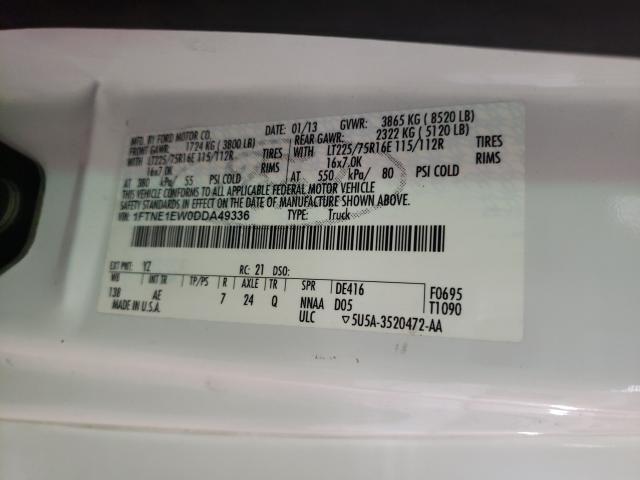 MFD. BY FORD MOTOR CO. DATE: 01/13 GVWR: 3865 KG (8520 LB)
FRONT GAWR: 1724 KG (3800 LB) REAR GAWR: 2322 KG (5120 LB)
WITH LT225/75R16E 115/112R TIRES WITH LT225/75R16E 115/112R TIRES
16x7.0K RIMS 16x7.0K RIMS
AT 380 kPa/ 55 PSI COLD AT 550 kPa/ 80 PSI COLD
THIS VEHICLE CONFORMS TO ALL APPLICABLE FEDERAL MOTOR VEHICLE
SAFETY STANDARDS IN EFFECT ON THE DATE OF MANUFACTURE SHOWN ABOVE.
VIN: 1FTNE1EW0DDA49336 TYPE: Truck
EXT PNT: YZ RC: 21 DSO:
WB INT TR TP/PS R AXLE TR SPR DE416 F0695
138 AE 7 24 Q NNAA D05 T1090
MADE IN U.S.A. ULC ▽5U5A-3520472-AA